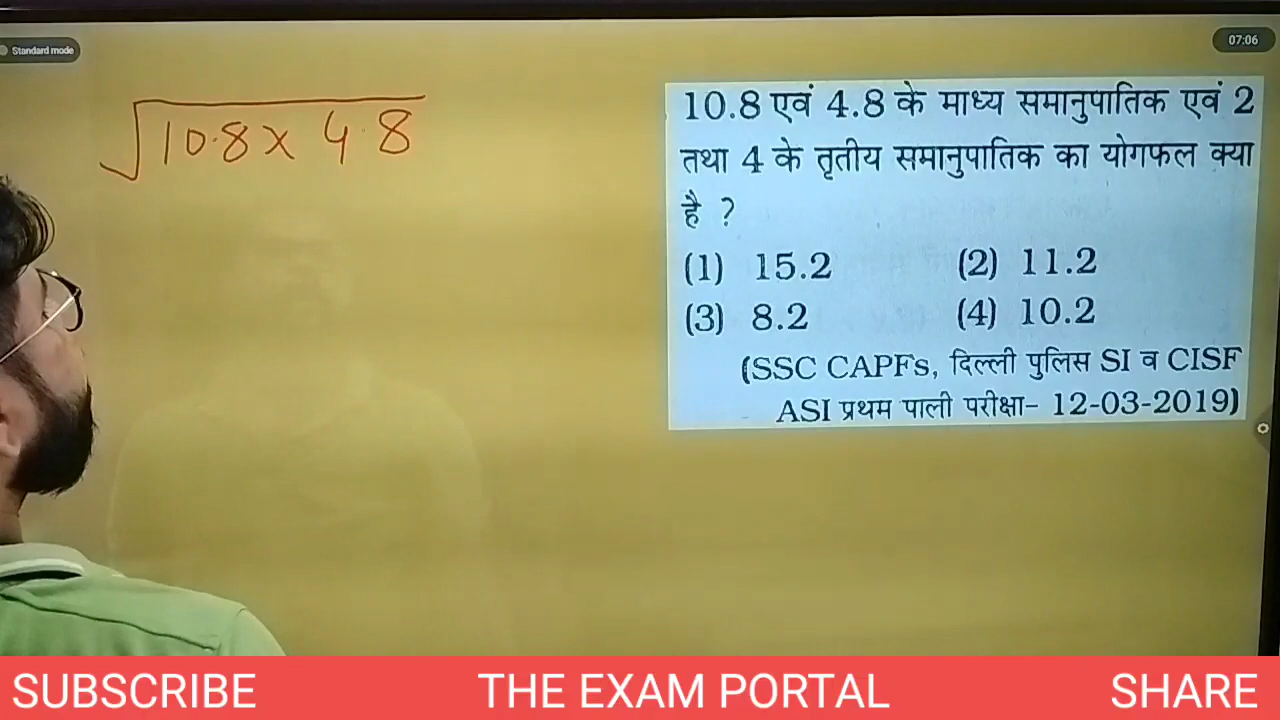 Standard mode
07:06
√10.8 x 4.8
10.8 एवं 4.8 के माध्य समानुपातिक एवं 2
तथा 4 के तृतीय समानुपातिक का योगफल क्या
है ?
(1) 15.2 (2) 11.2
(3) 8.2 (4) 10.2
(SSC CAPFs, दिल्ली पुलिस SI व CISF
ASI प्रथम पाली परीक्षा- 12-03-2019)
SUBSCRIBE THE EXAM PORTAL SHARE